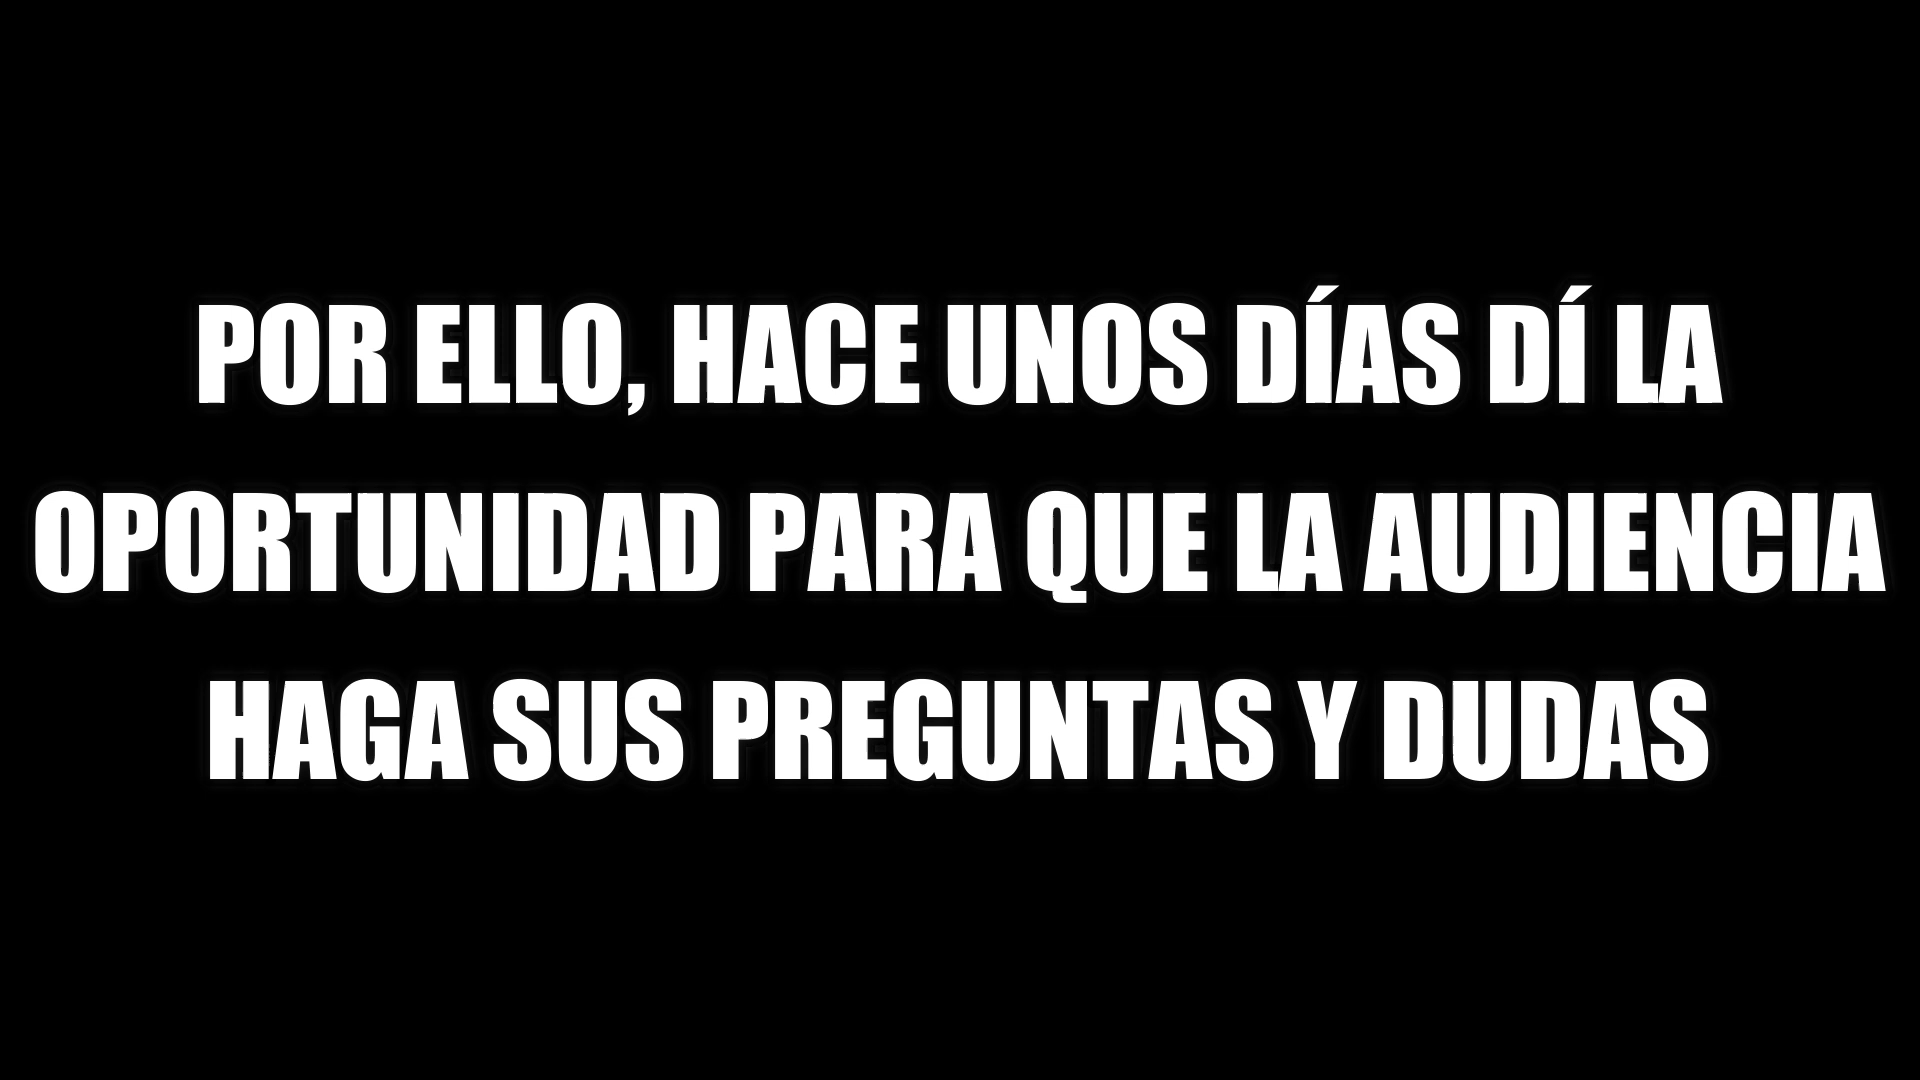 POR ELLO, HACE UNOS DÍAS DÍ LA
OPORTUNIDAD PARA QUE LA AUDIENCIA
HAGA SUS PREGUNTAS Y DUDAS